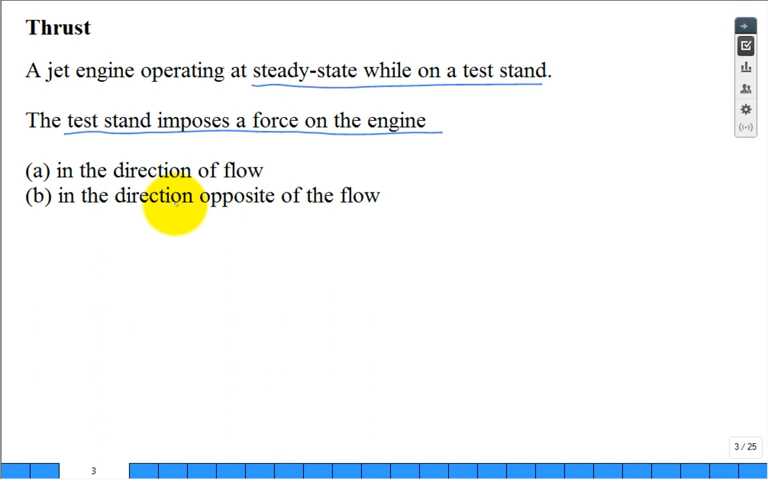 Thrust
A jet engine operating at steady-state while on a test stand.
The test stand imposes a force on the engine
(a) in the direction of flow
(b) in the direction opposite of the flow
3 / 25
3